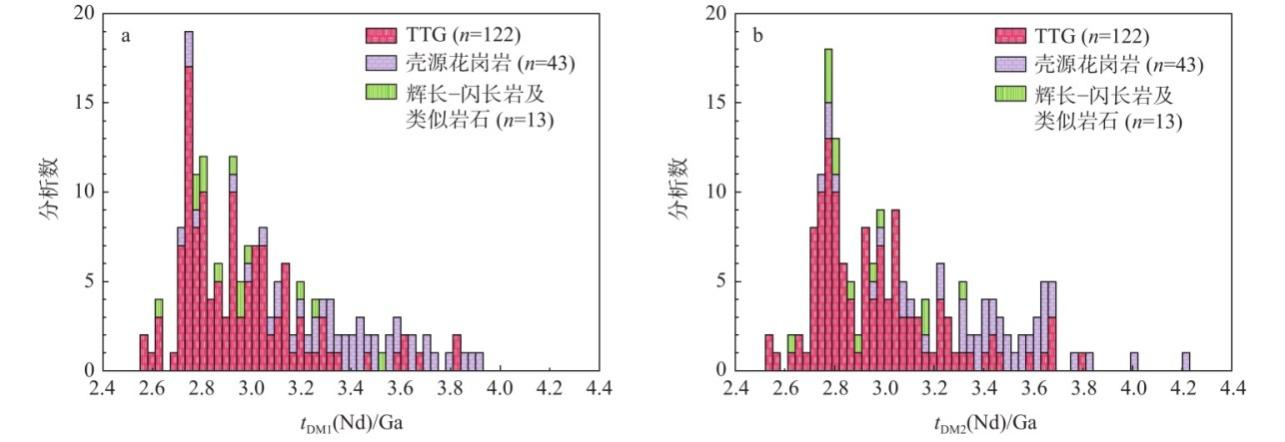 a
TTG (n=122)
壳源花岗岩 (n=43)
辉长–闪长岩及
类似岩石 (n=13)
分析数
20
15
10
5
0
2.4 2.6 2.8 3.0 3.2 3.4 3.6 3.8 4.0 4.2 4.4
tDM1(Nd)/Ga
b
TTG (n=122)
壳源花岗岩 (n=43)
辉长–闪长岩及
类似岩石 (n=13)
分析数
20
15
10
5
0
2.4 2.6 2.8 3.0 3.2 3.4 3.6 3.8 4.0 4.2 4.4
tDM2(Nd)/Ga